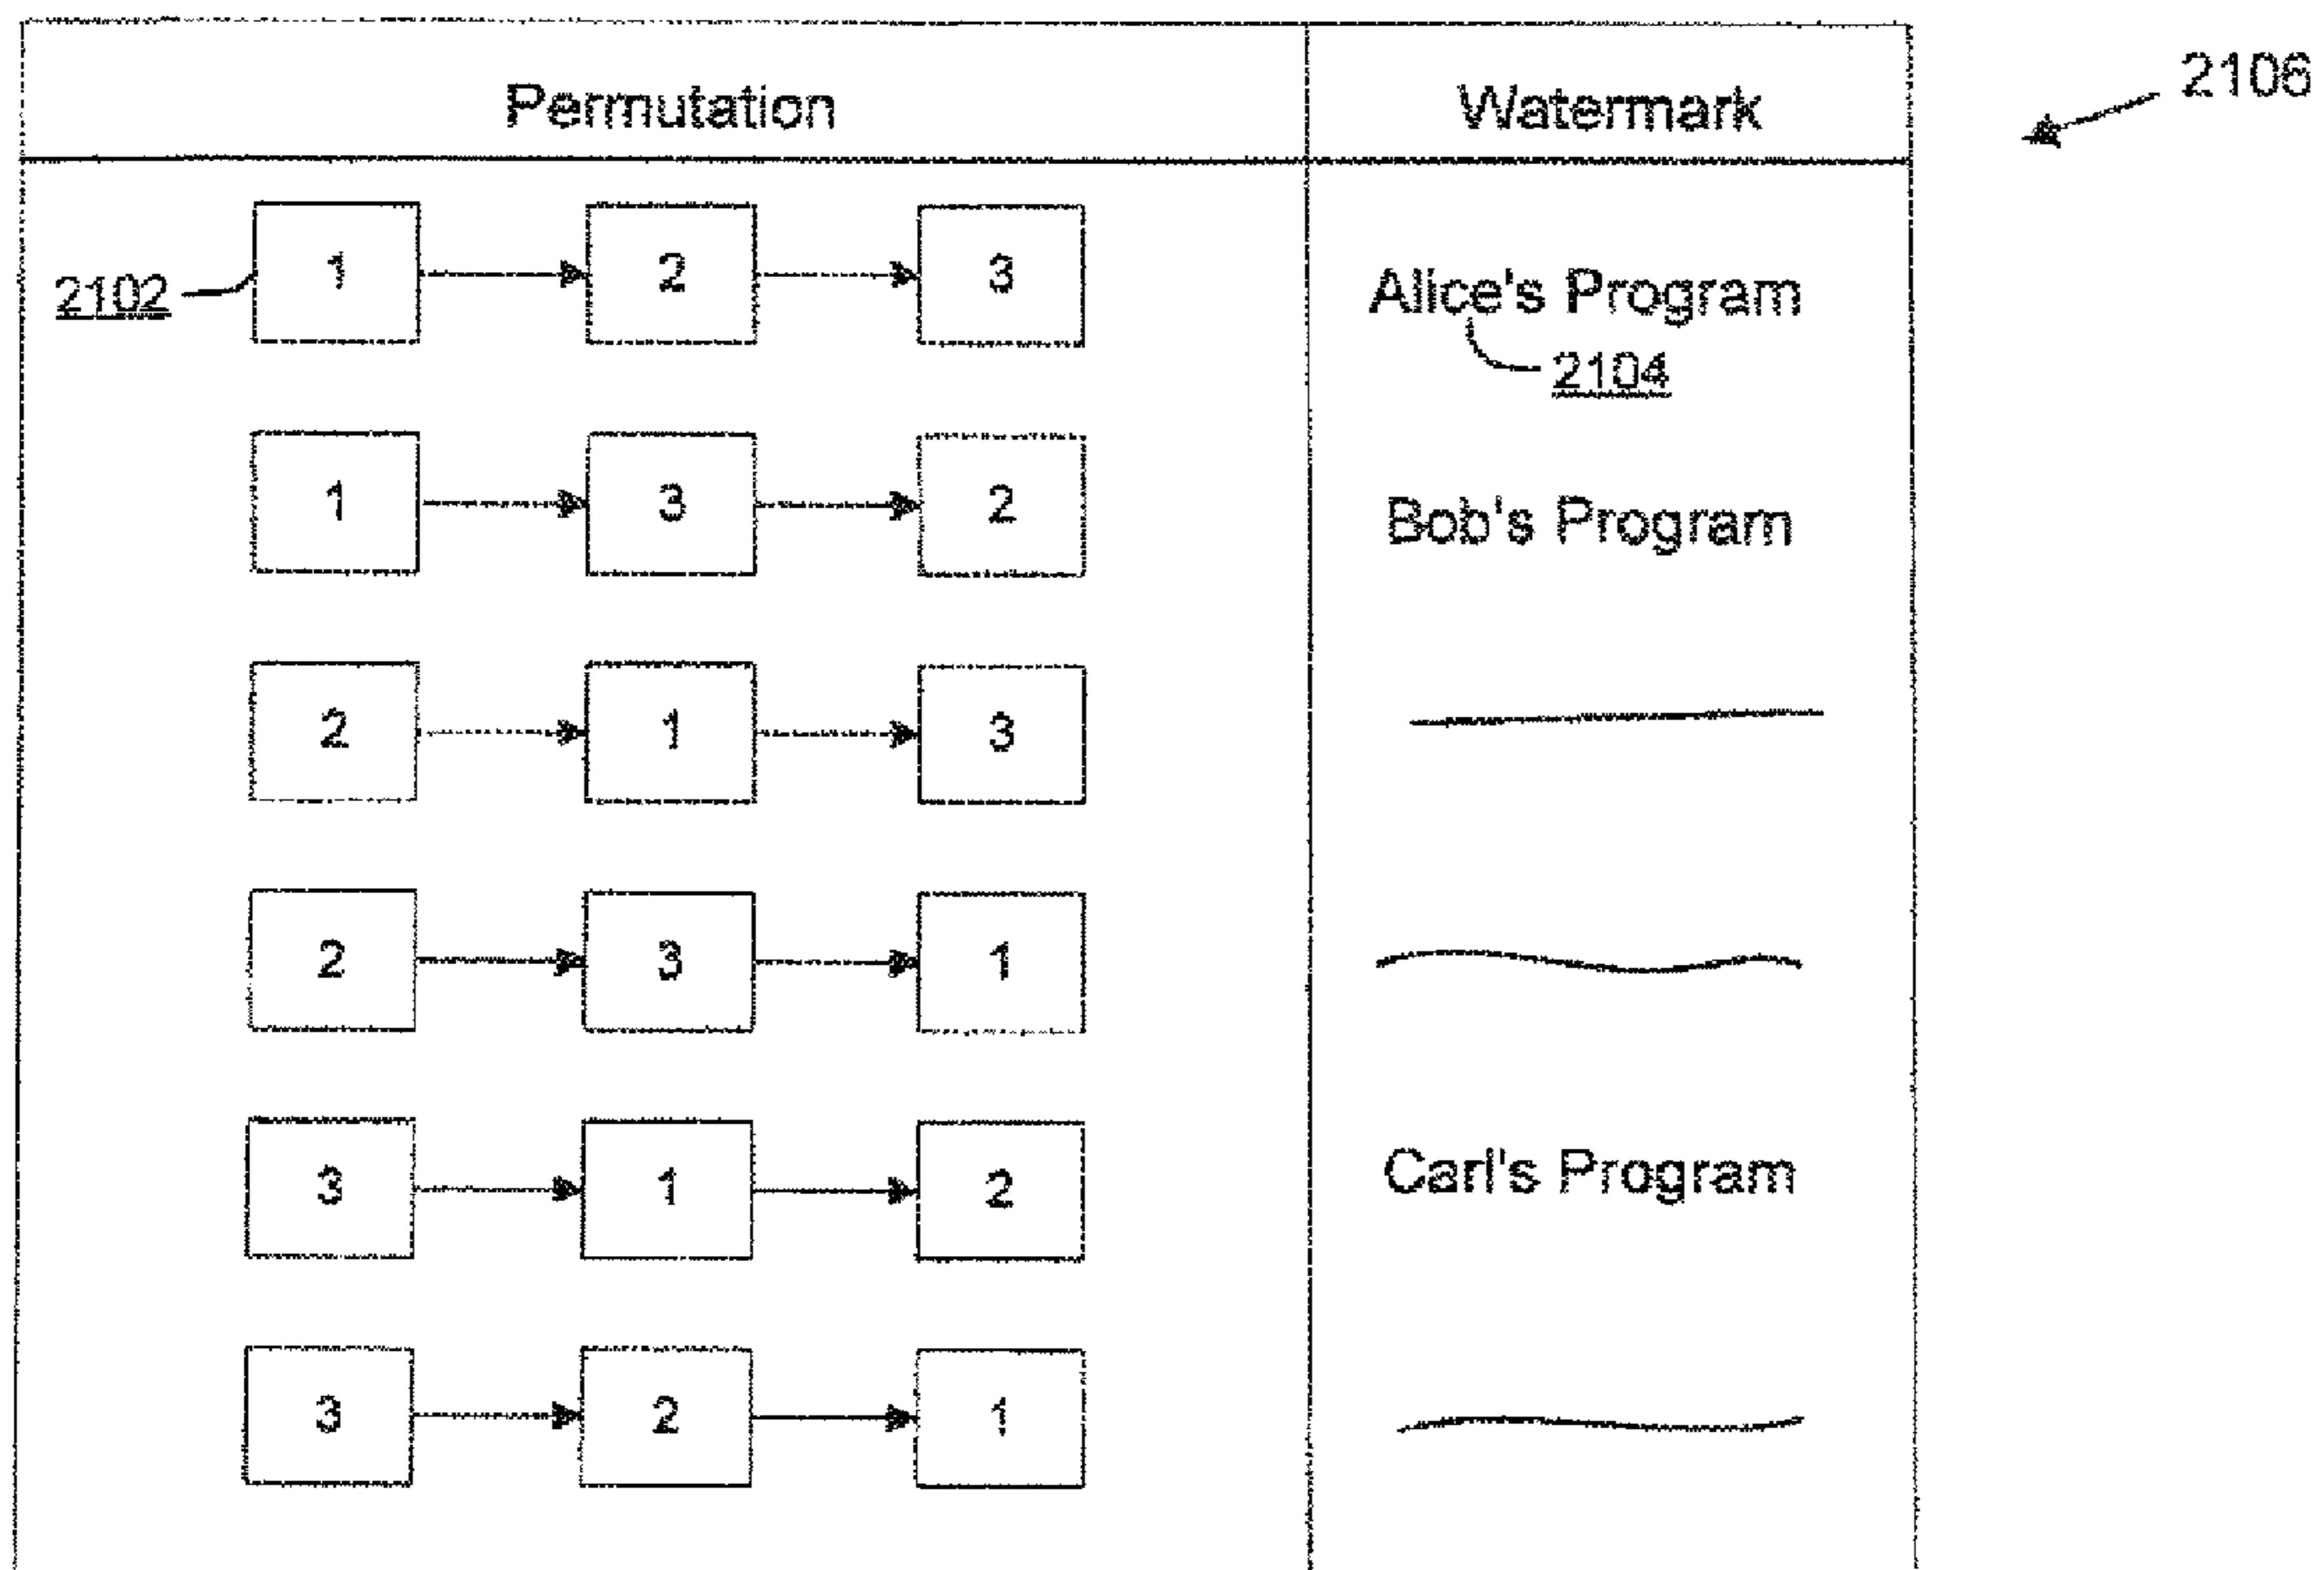 Permutation Watermark 2106
2102 1 2 3 Alice's Program
2104
1 3 2 Bob's Program
2 1 3
2 3 1
3 1 2 Carl's Program
3 2 1